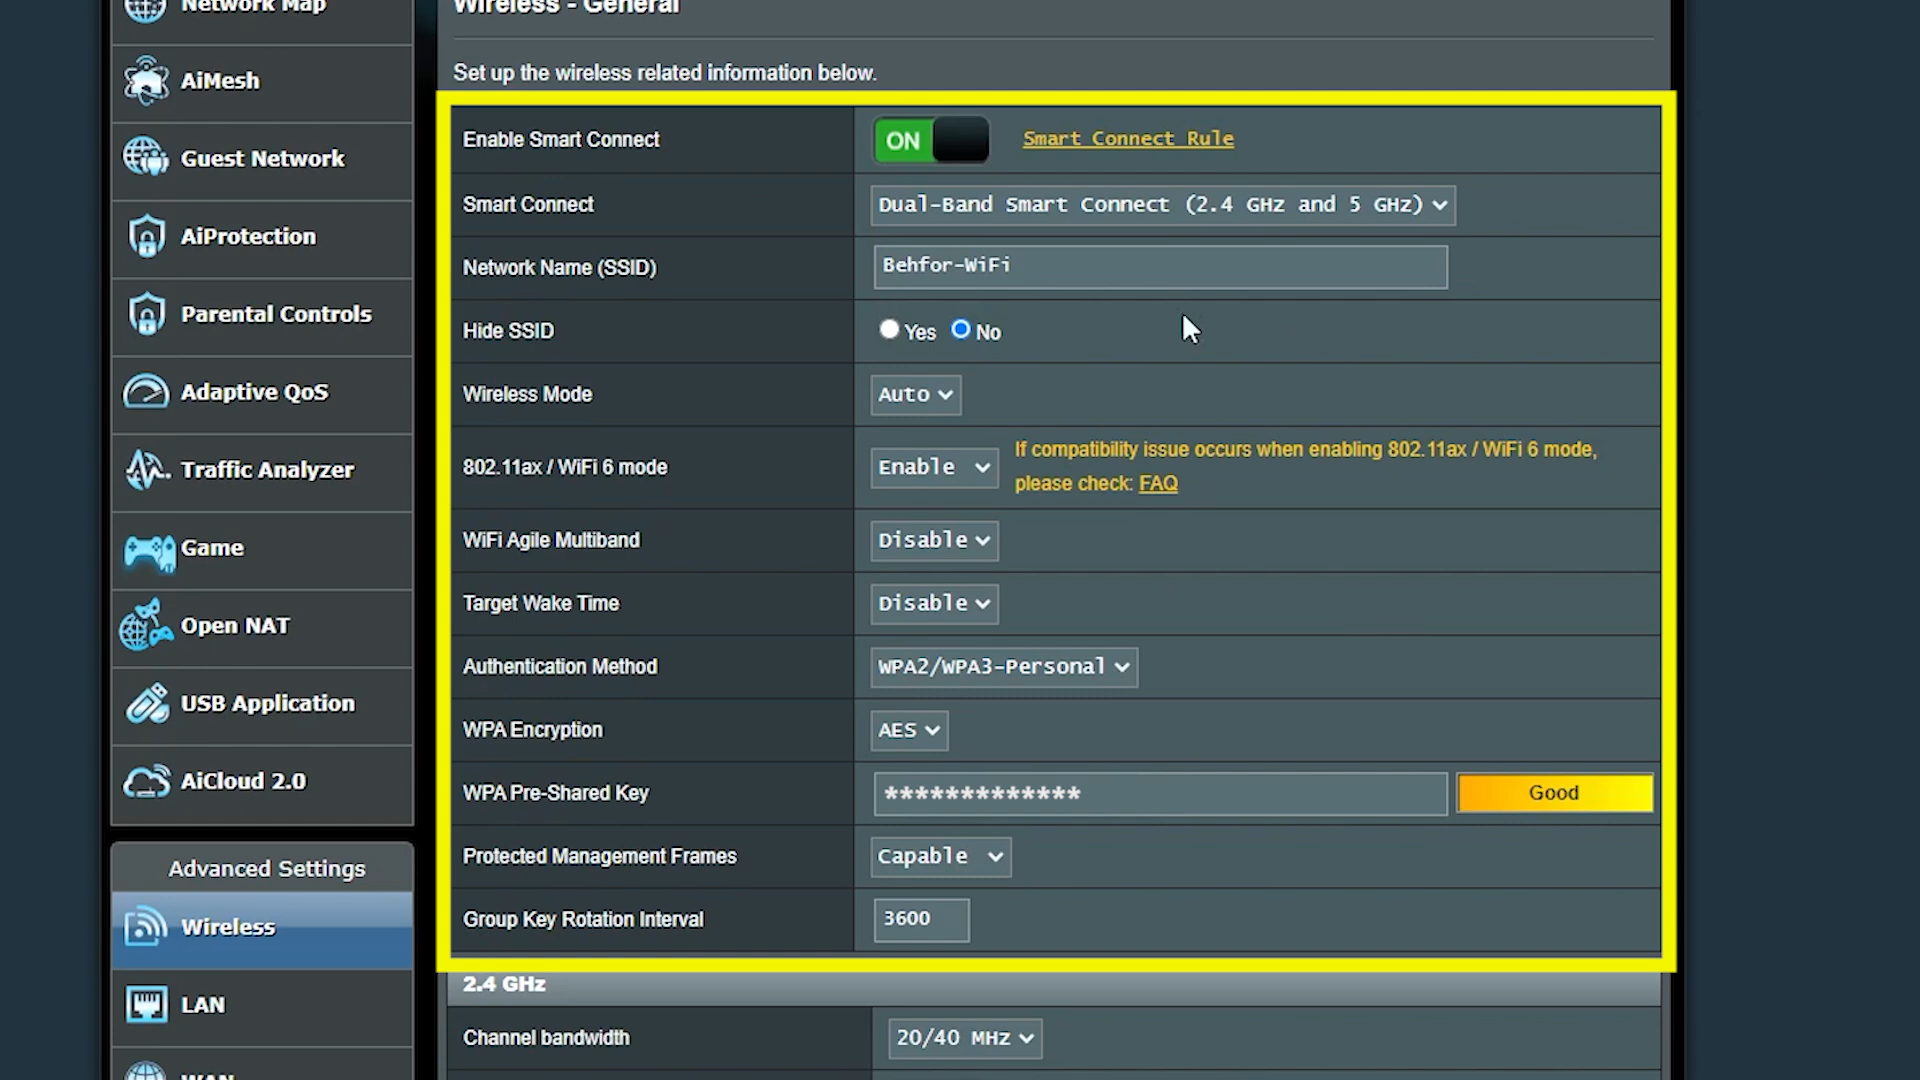 Network Map
AiMesh
Guest Network
AiProtection
Parental Controls
Adaptive QoS
Traffic Analyzer
Game
Open NAT
USB Application
AiCloud 2.0
Advanced Settings
Wireless
LAN
WAN
Wireless - General
Set up the wireless related information below.
Enable Smart Connect ON Smart Connect Rule
Smart Connect Dual-Band Smart Connect (2.4 GHz and 5 GHz)
Network Name (SSID) Behfor-WiFi
Hide SSID Yes No
Wireless Mode Auto
802.11ax / WiFi 6 mode Enable If compatibility issue occurs when enabling 802.11ax / WiFi 6 mode,
please check: FAQ
WiFi Agile Multiband Disable
Target Wake Time Disable
Authentication Method WPA2/WPA3-Personal
WPA Encryption AES
WPA Pre-Shared Key ************* Good
Protected Management Frames Capable
Group Key Rotation Interval 3600
2.4 GHz
Channel bandwidth 20/40 MHz